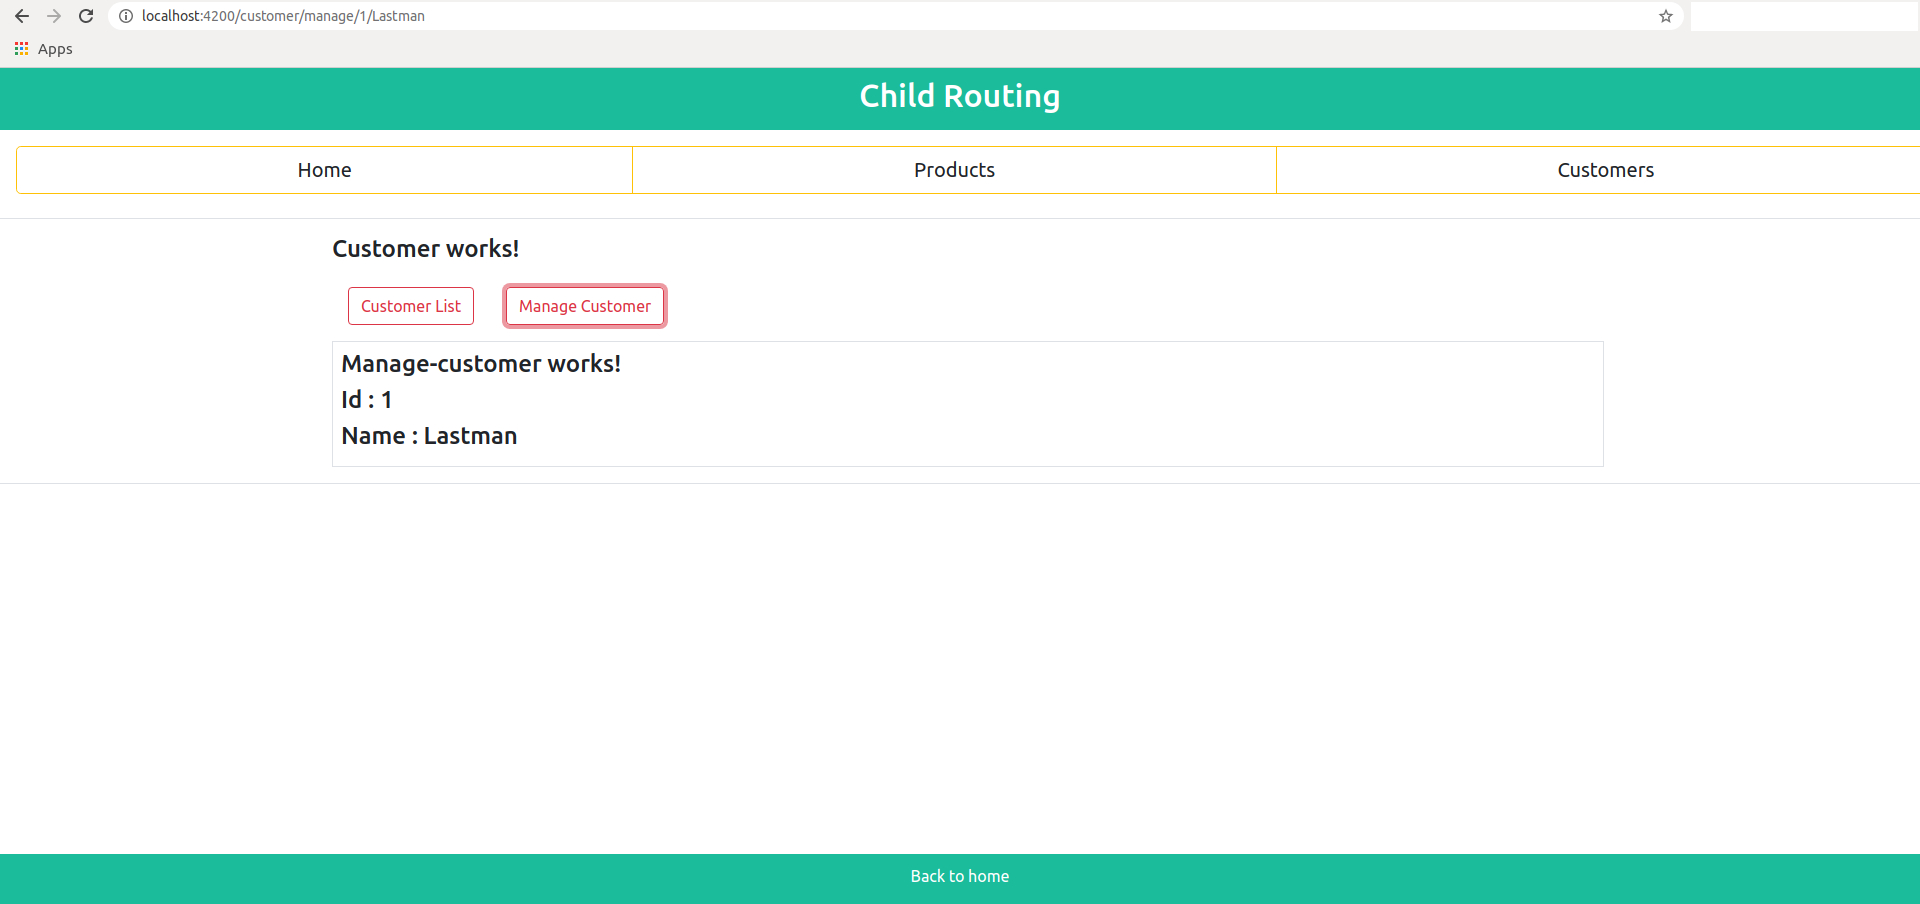 localhost:4200/customer/manage/1/Lastman
Apps
Child Routing
Home Products Customers
Customer works!
Customer List Manage Customer
Manage-customer works!
Id : 1
Name : Lastman
Back to home